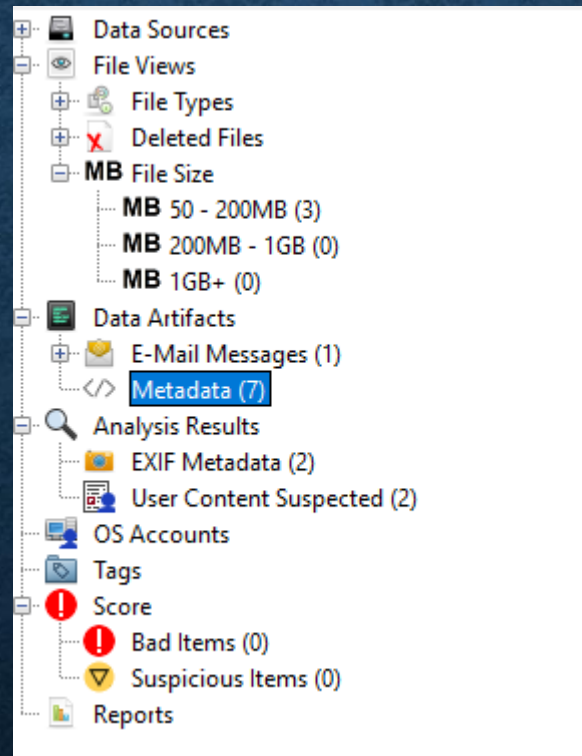 Data Sources
File Views
File Types
Deleted Files
MB File Size
MB 50 - 200MB (3)
MB 200MB - 1GB (0)
MB 1GB+ (0)
Data Artifacts
E-Mail Messages (1)
Metadata (7)
Analysis Results
EXIF Metadata (2)
User Content Suspected (2)
OS Accounts
Tags
Score
Bad Items (0)
Suspicious Items (0)
Reports